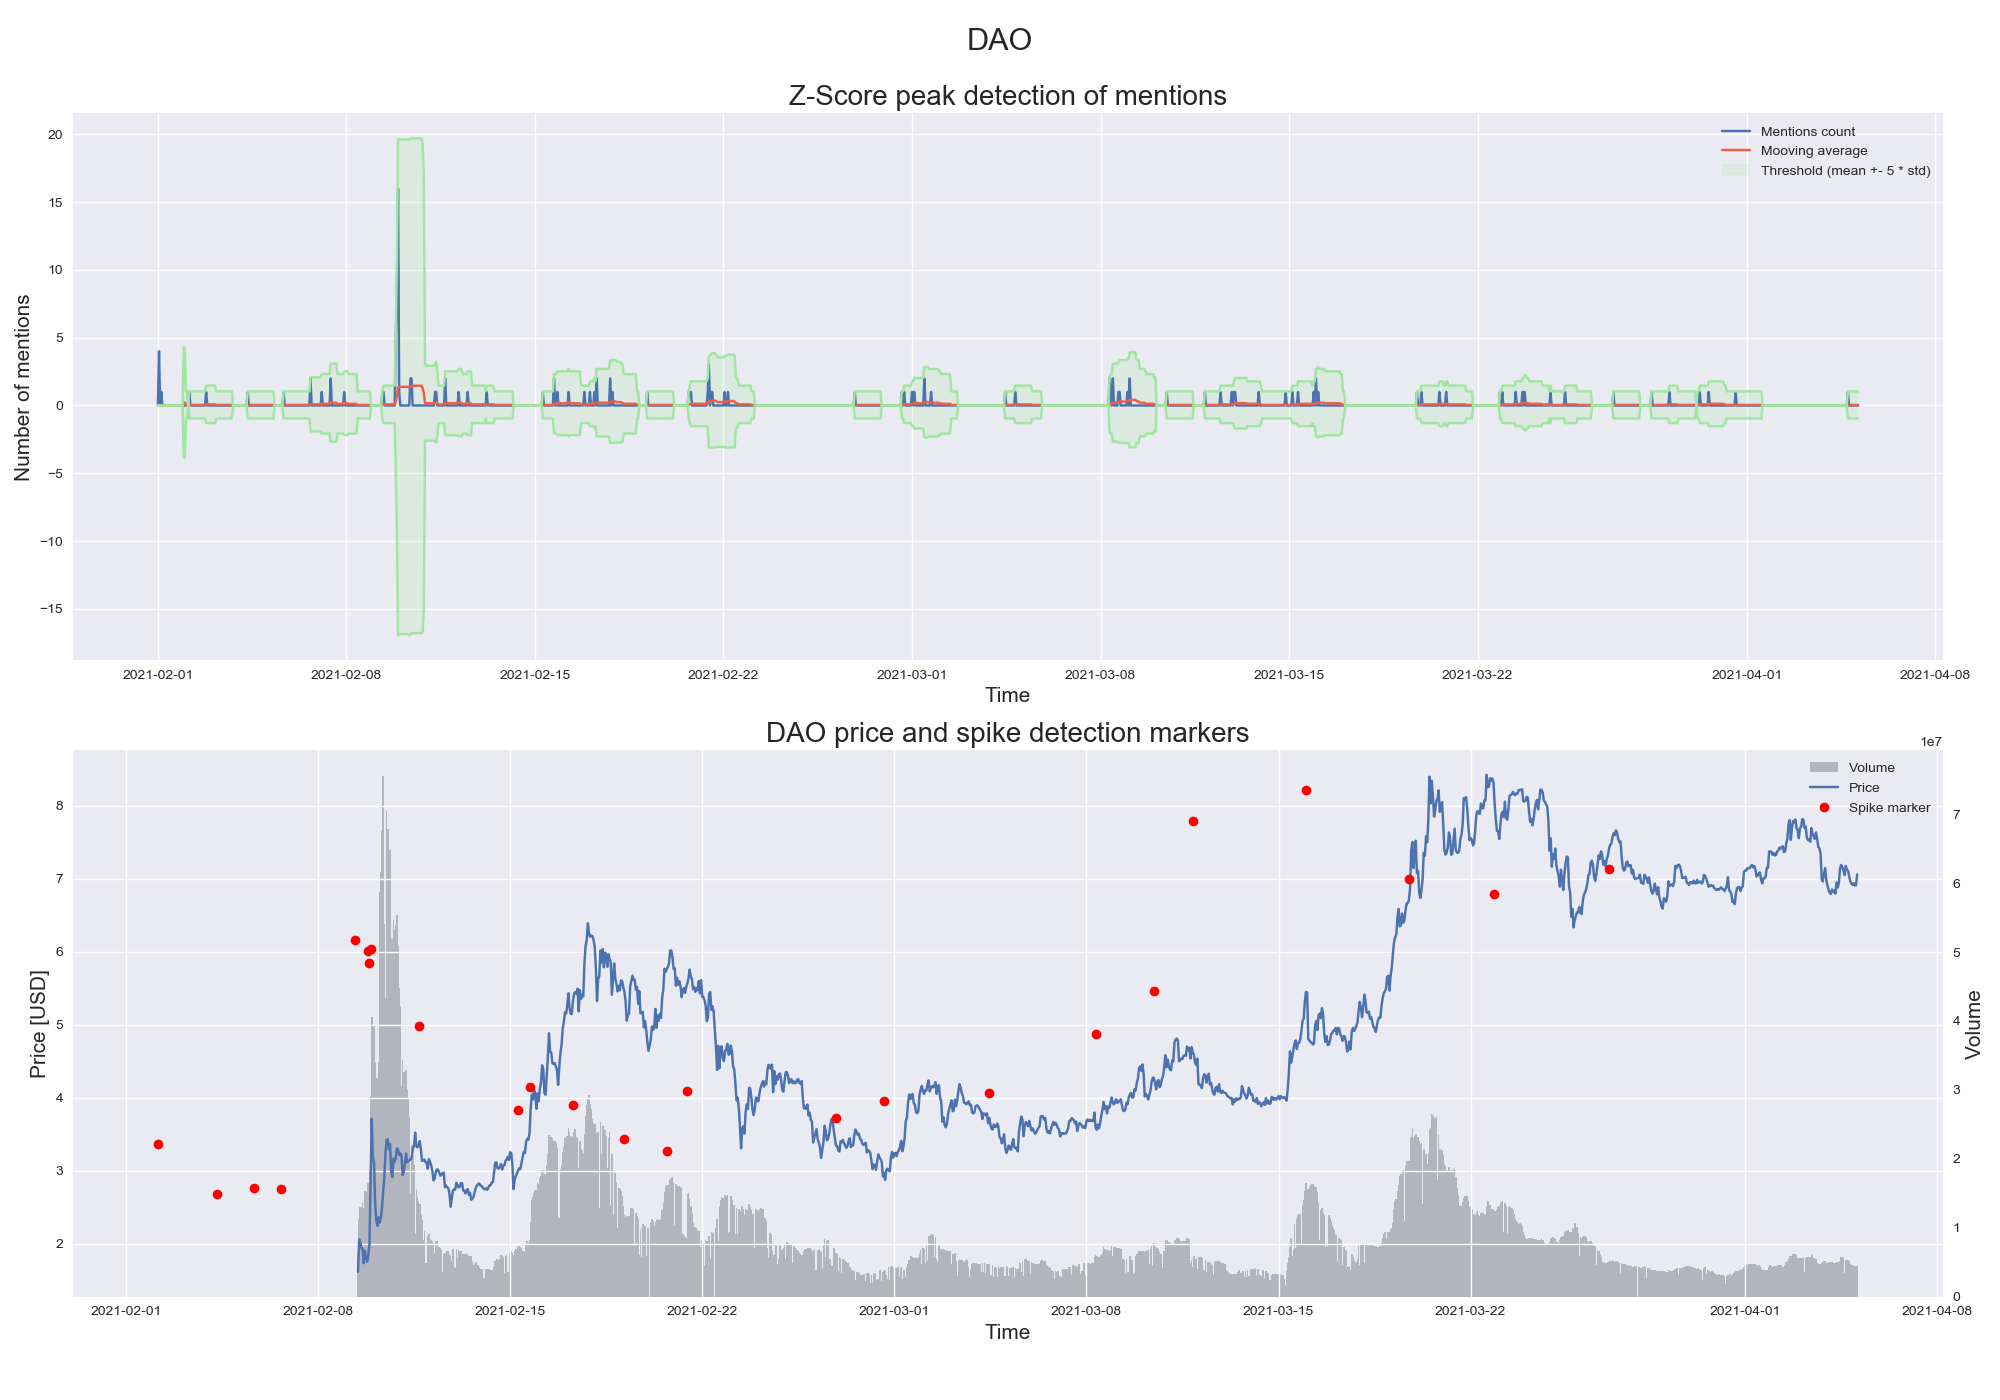 DAO
Z-Score peak detection of mentions
Number of mentions
20
15
10
5
0
−5
−10
−15
Mentions count
Mooving average
Threshold (mean +- 5 * std)
2021-02-01 2021-02-08 2021-02-15 2021-02-22 2021-03-01 2021-03-08 2021-03-15 2021-03-22 2021-04-01 2021-04-08
Time
DAO price and spike detection markers
1e7
Price [USD]
8
7
6
5
4
3
2
Volume
Price
Spike marker
7
6
5
4
3
2
1
0
Volume
2021-02-01 2021-02-08 2021-02-15 2021-02-22 2021-03-01 2021-03-08 2021-03-15 2021-03-22 2021-04-01 2021-04-08
Time